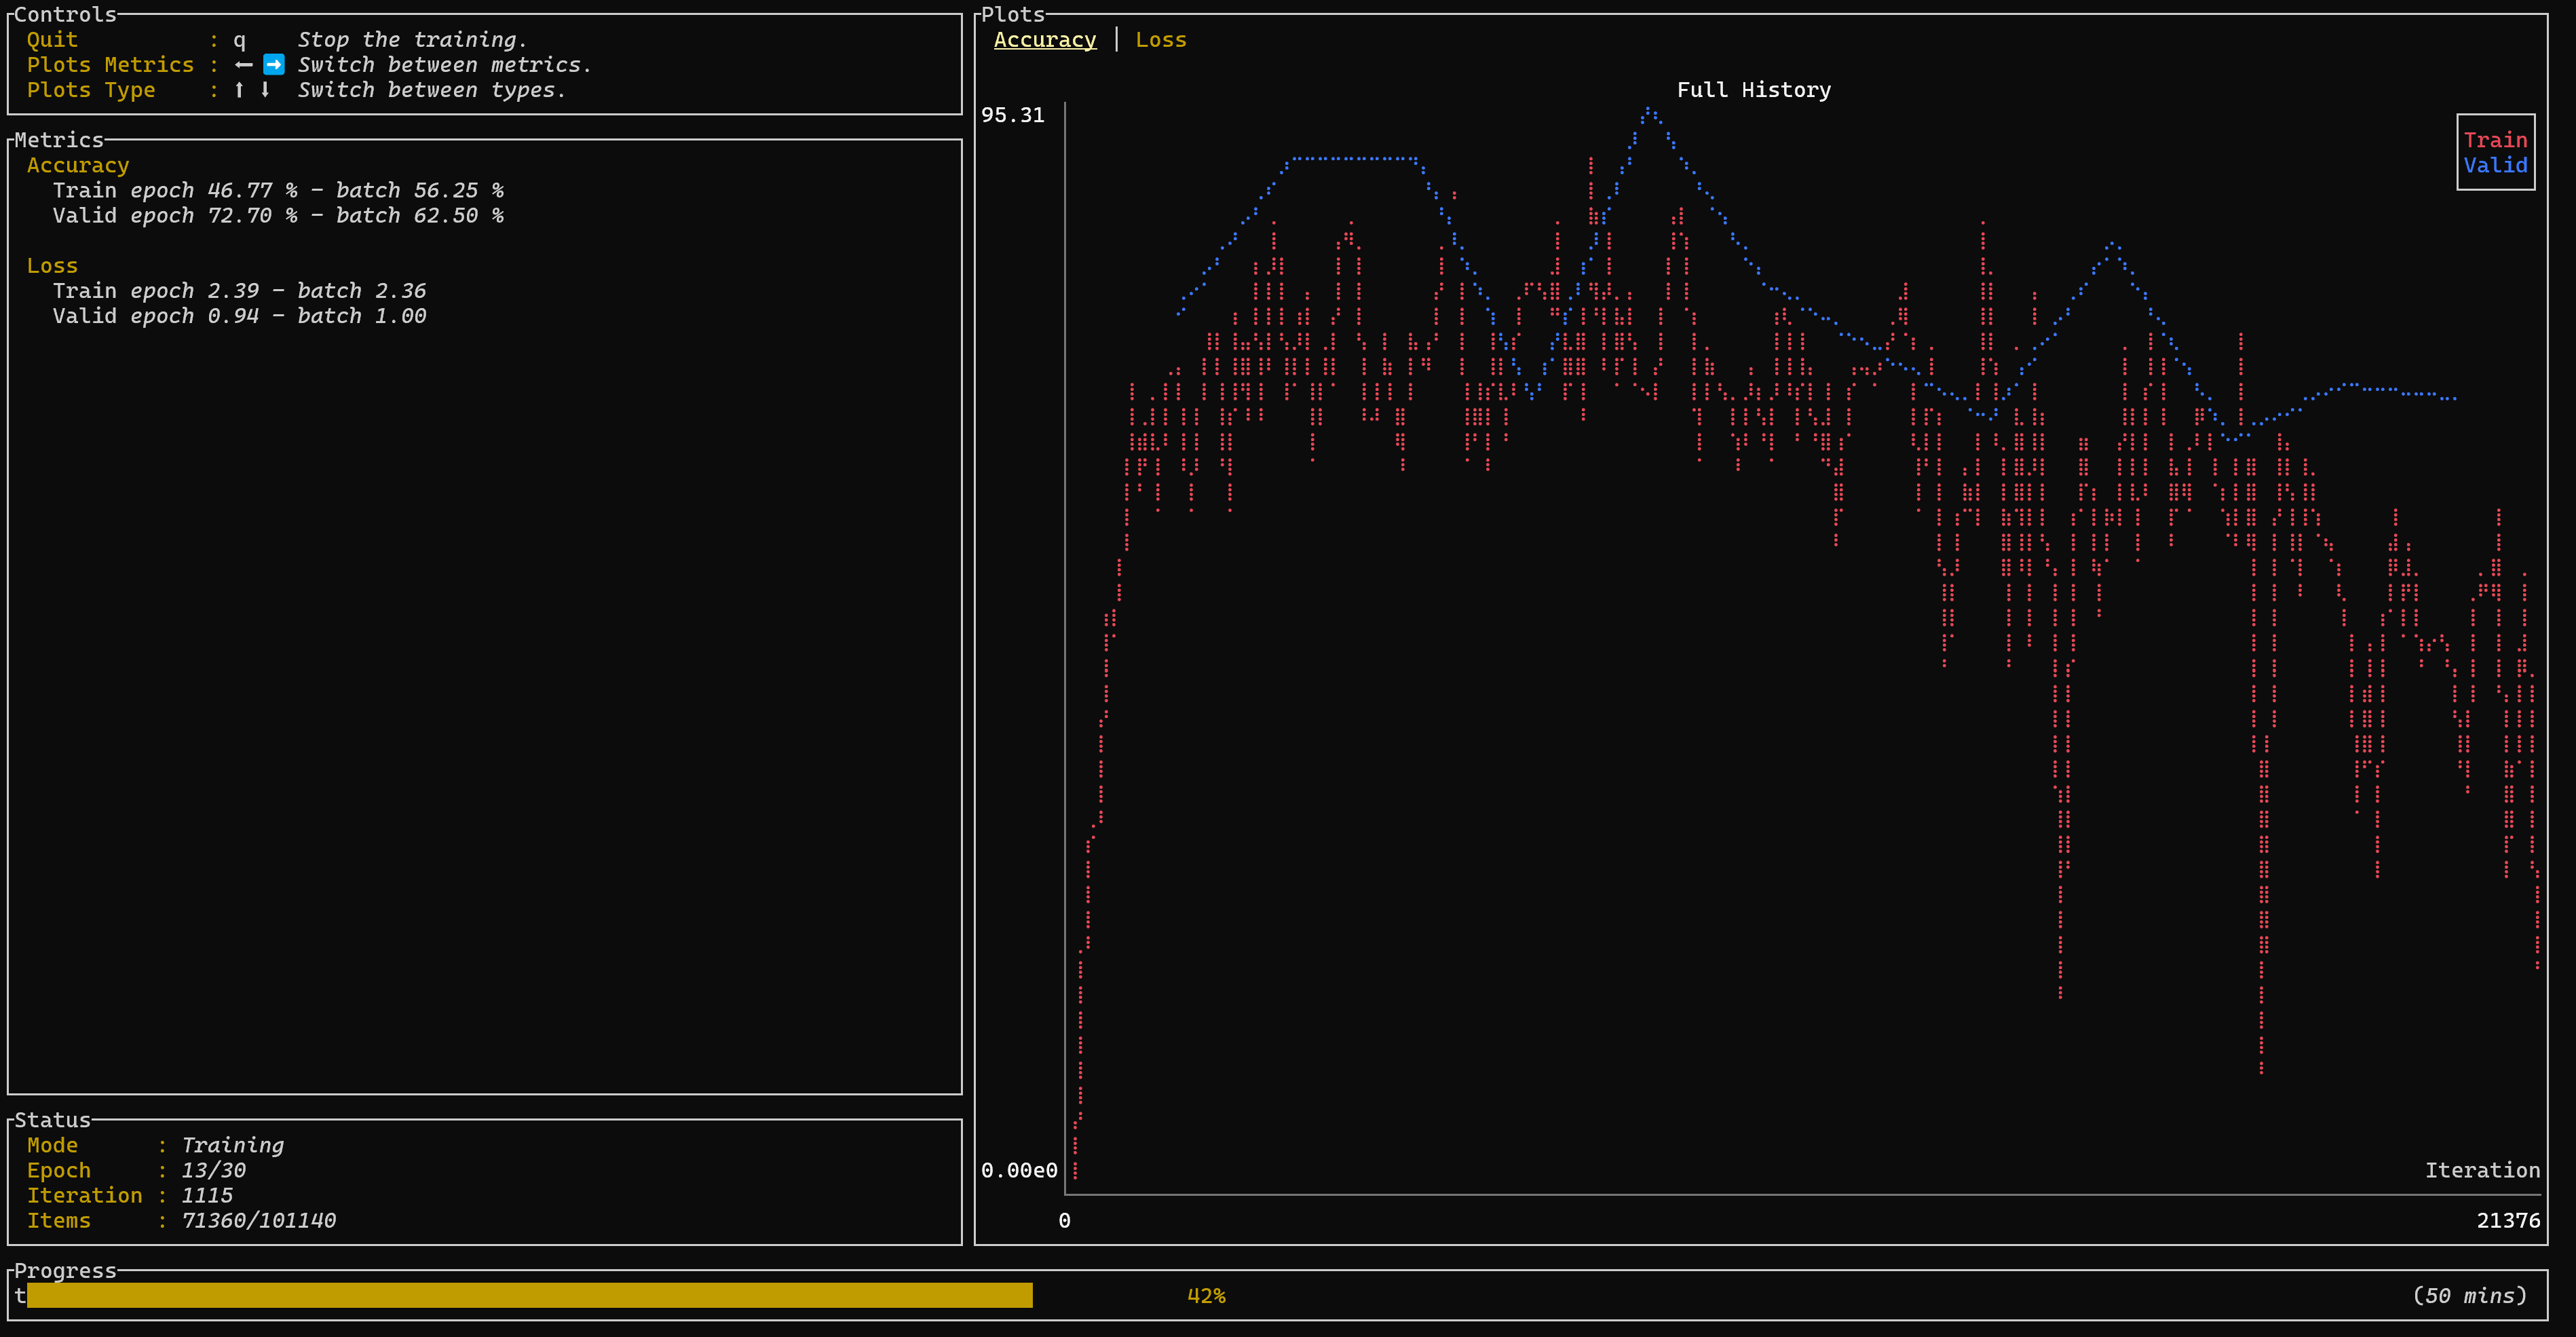 Controls
Quit : q Stop the training.
Plots Metrics : ← ➡ Switch between metrics.
Plots Type : ↑ ↓ Switch between types.
Metrics
Accuracy
Train epoch 46.77 % - batch 56.25 %
Valid epoch 72.70 % - batch 62.50 %
Loss
Train epoch 2.39 - batch 2.36
Valid epoch 0.94 - batch 1.00
Status
Mode : Training
Epoch : 13/30
Iteration : 1115
Items : 71360/101140
Plots
Accuracy | Loss
Full History
95.31
Train
Valid
0.00e0
Iteration
0 21376
Progress
t 42% (50 mins)